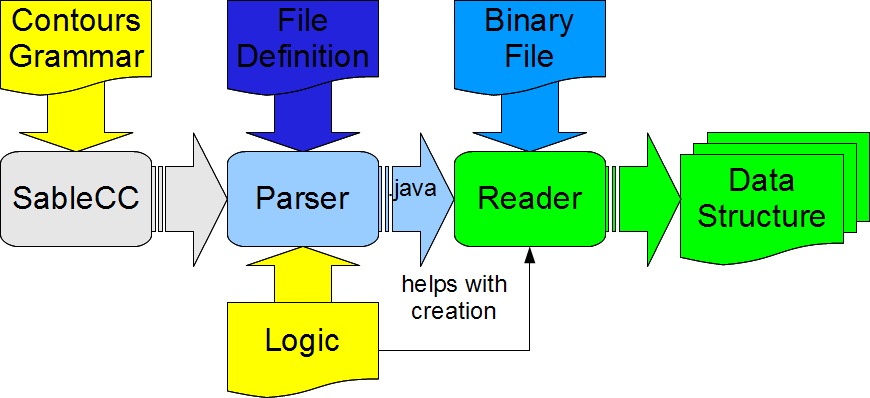 Contours
Grammar
File
Definition
Binary
File
SableCC
Parser
.java
Reader
Data
Structure
helps with
creation
Logic